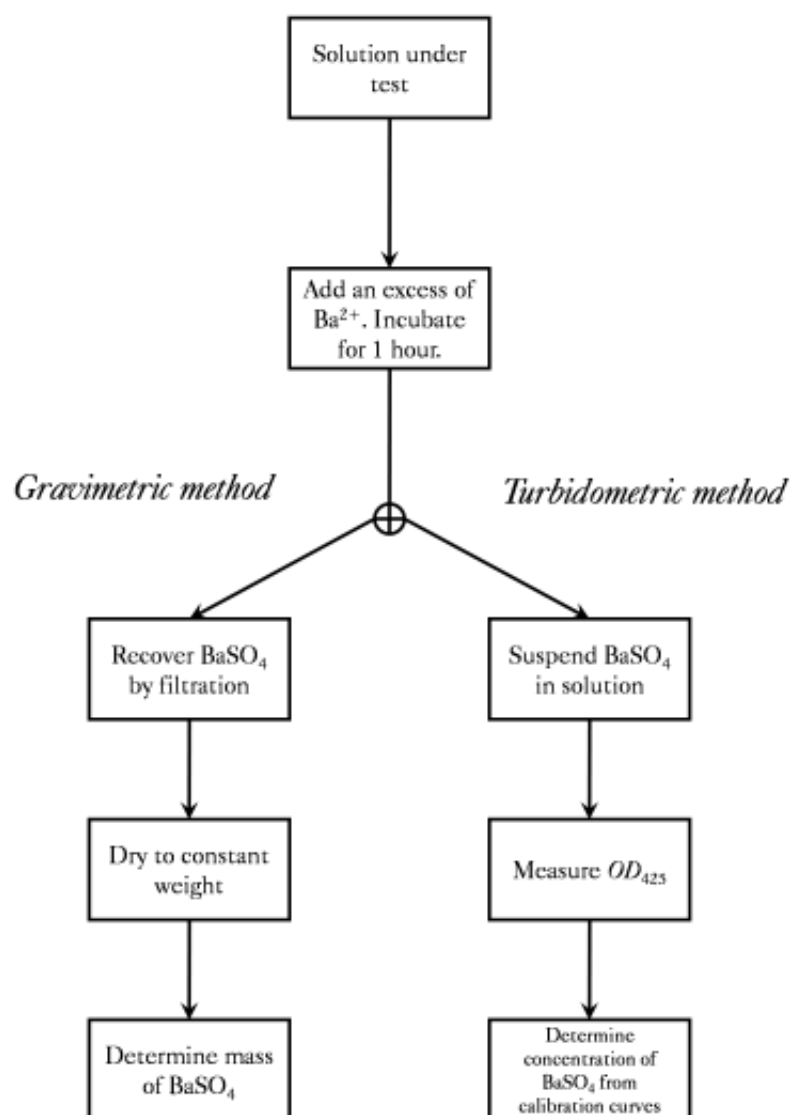 Solution under
test
Add an excess of
Ba²⁺. Incubate
for 1 hour.
Gravimetric method
Turbidometric method
Recover BaSO₄
by filtration
Suspend BaSO₄
in solution
Dry to constant
weight
Measure OD₄₂₅
Determine mass
of BaSO₄
Determine
concentration of
BaSO₄ from
calibration curves